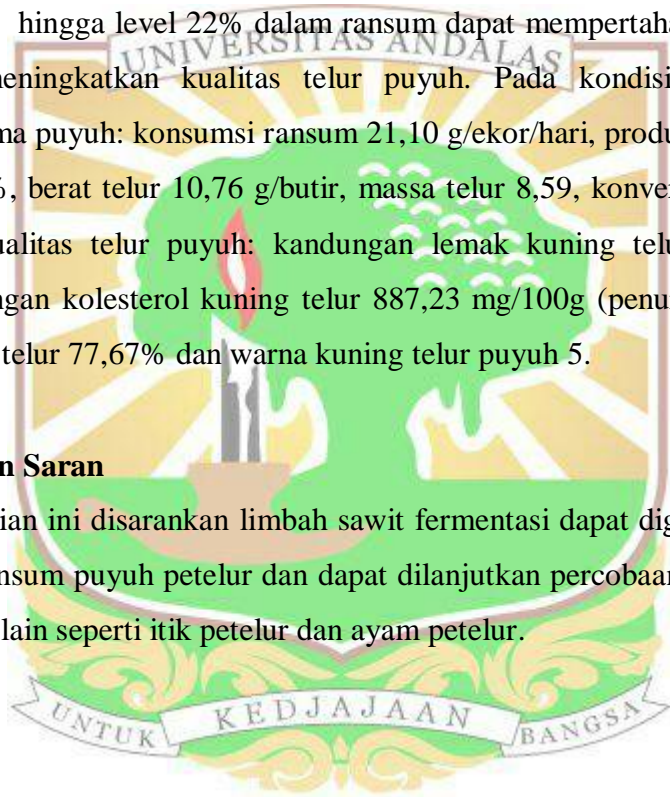 hingga level 22% dalam ransum dapat mempertaha
UNIVERSITAS ANDALAS
meningkatkan kualitas telur puyuh. Pada kondisi
ma puyuh: konsumsi ransum 21,10 g/ekor/hari, produ
%, berat telur 10,76 g/butir, massa telur 8,59, konver
ualitas telur puyuh: kandungan lemak kuning telu
ngan kolesterol kuning telur 887,23 mg/100g (penu
telur 77,67% dan warna kuning telur puyuh 5.
n Saran
ian ini disarankan limbah sawit fermentasi dapat dig
nsum puyuh petelur dan dapat dilanjutkan percobaan
lain seperti itik petelur dan ayam petelur.
UNTUK KEDJAJAAN BANGSA